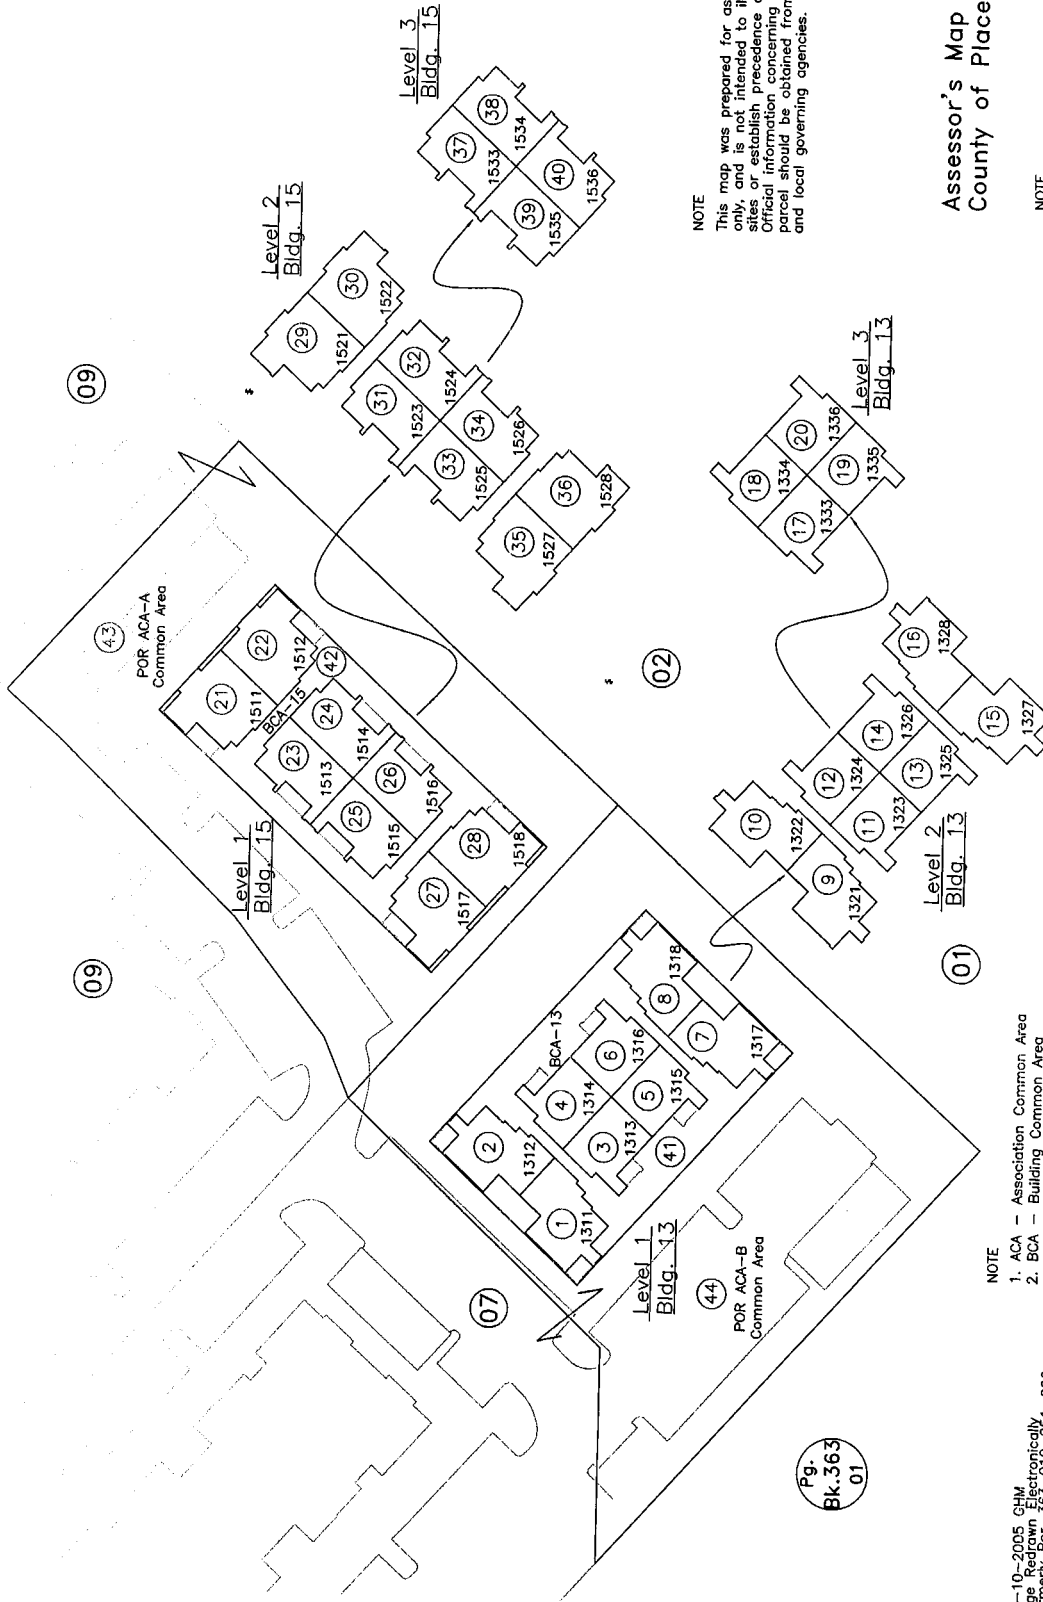 Level 3
Bldg. 15
37
38
1533
1534
39
40
1535
1536
Level 2
Bldg. 15
29
30
1521
1522
31
32
1523
1524
33
34
1525
1526
35
36
1527
1528
09
09
43
POR ACA-A
Common Area
21
22
1511
1512
BCA-15
42
23
24
1513
1514
25
26
1515
1516
27
28
1517
1518
Level 1
Bldg. 15
02
Level 3
Bldg. 13
18
20
1334
1336
17
19
1333
1335
16
1328
15
1327
12
14
1324
1326
11
13
1323
1325
10
1322
9
1321
Level 2
Bldg. 13
01
BCA-13
8
1318
7
1317
4
6
1314
1316
3
5
1313
1315
41
2
1312
1
1311
Level 1
Bldg. 13
44
POR ACA-B
Common Area
07
Pg.
Bk.363
01
NOTE
This map was prepared for
only, and is not intended to
sites or establish precedence
Official information concerning
parcel should be obtained from
and local governing agencies.
Assessor's Map
County of Place
NOTE
NOTE
1. ACA - Association Common Area
2. BCA - Building Common Area
-10-2005 GHM
Redrawn Electronically